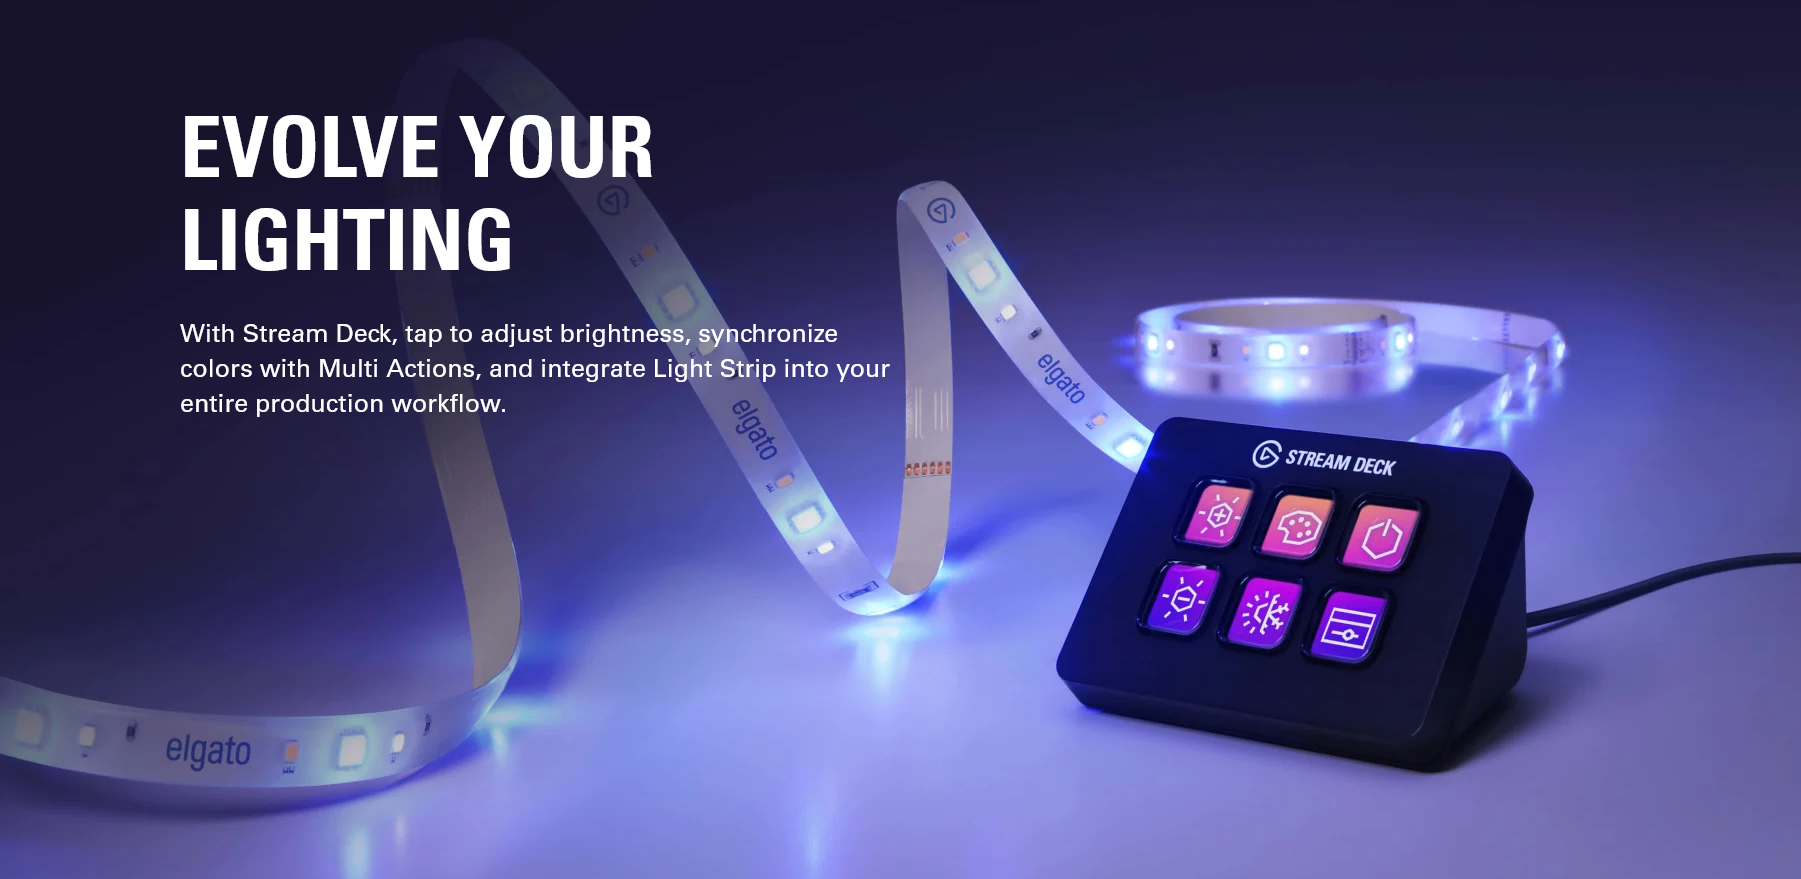 EVOLVE YOUR
LIGHTING
With Stream Deck, tap to adjust brightness, synchronize
colors with Multi Actions, and integrate Light Strip into your
entire production workflow.
elgato
elgato
elgato
STREAM DECK